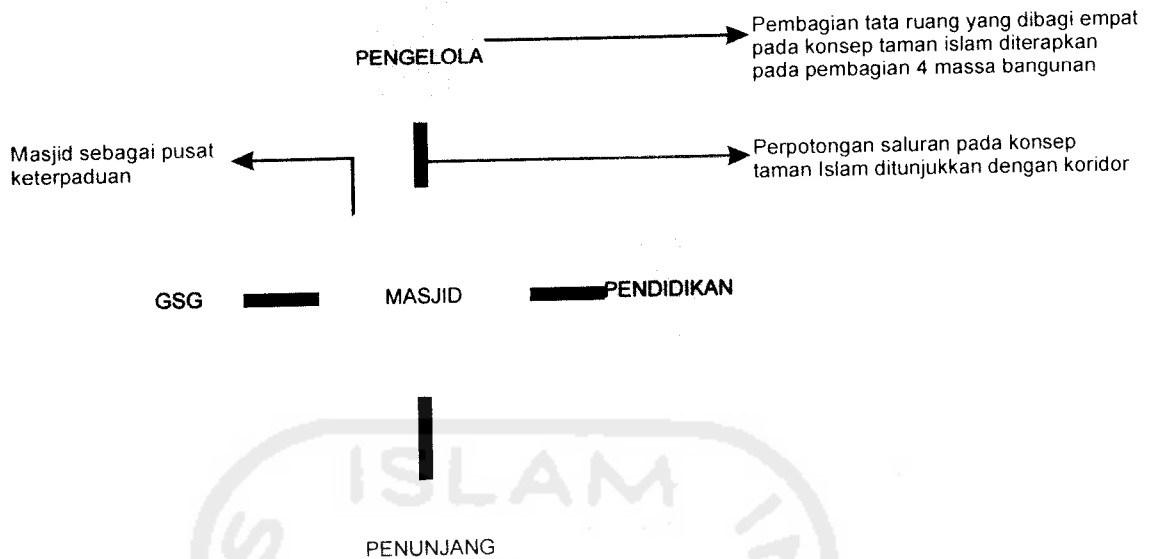 Pembagian tata ruang yang dibagi empat
pada konsep taman islam diterapkan
pada pembagian 4 massa bangunan
PENGELOLA
Masjid sebagai pusat
keterpaduan
Perpotongan saluran pada konsep
taman Islam ditunjukkan dengan koridor
GSG
MASJID
PENDIDIKAN
ISLAM
PENUNJANG